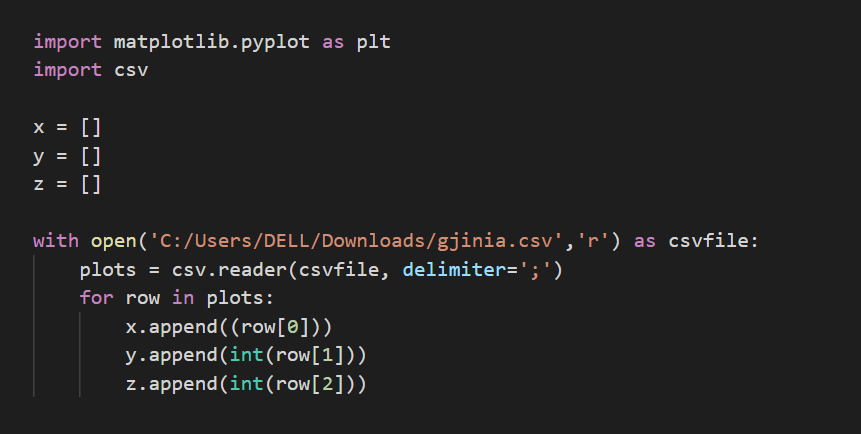 import matplotlib.pyplot as plt
import csv
x = []
y = []
z = []
with open('C:/Users/DELL/Downloads/gjinia.csv','r') as csvfile:
    plots = csv.reader(csvfile, delimiter=';')
    for row in plots:
        x.append((row[0]))
        y.append(int(row[1]))
        z.append(int(row[2]))